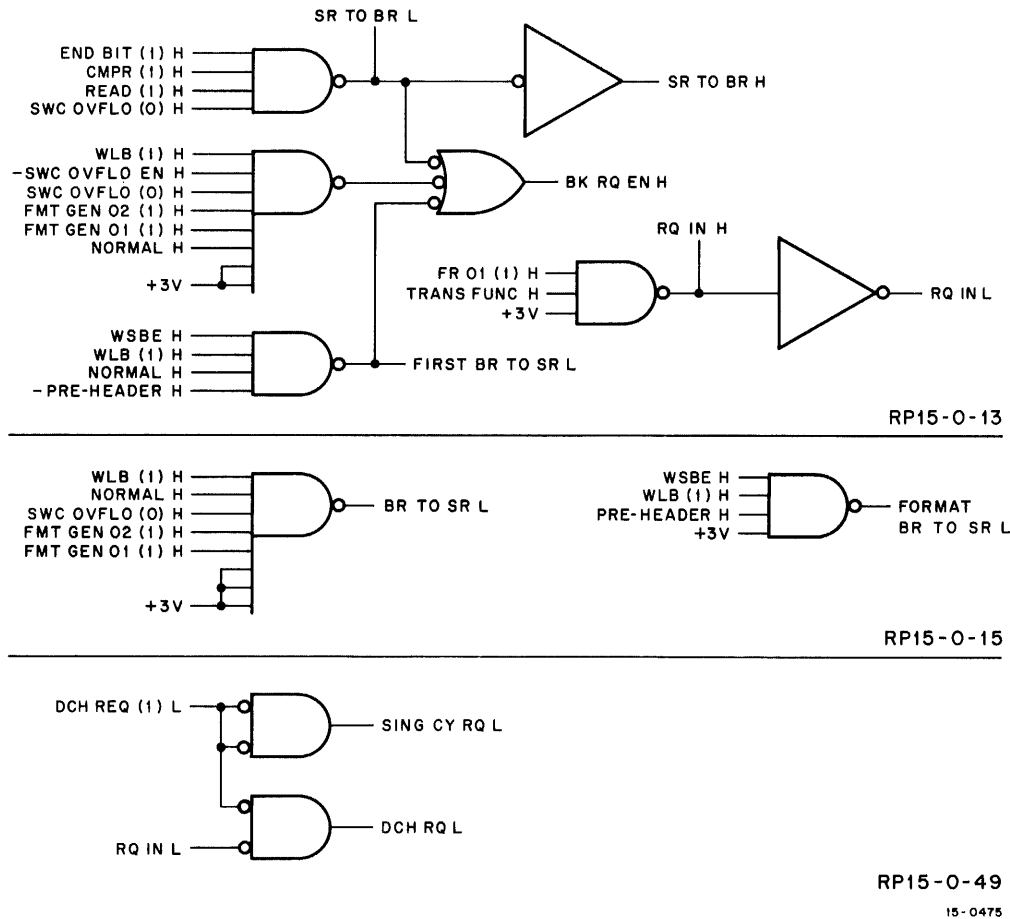 SR TO BR L
END BIT (1) H
CMPR (1) H
READ (1) H
SWC OVFLO (0) H
SR TO BR H
WLB (1) H
-SWC OVFLO EN H
SWC OVFLO (0) H
FMT GEN 02 (1) H
FMT GEN 01 (1) H
NORMAL H
+3V
BK RQ EN H
RQ IN H
FR 01 (1) H
TRANS FUNC H
+3V
RQ IN L
WSBE H
WLB (1) H
NORMAL H
-PRE-HEADER H
FIRST BR TO SR L
RP15-0-13
WLB (1) H
NORMAL H
SWC OVFLO (0) H
FMT GEN 02 (1) H
FMT GEN 01 (1) H
+3V
BR TO SR L
WSBE H
WLB (1) H
PRE-HEADER H
+3V
FORMAT
BR TO SR L
RP15-0-15
DCH REQ (1) L
SING CY RQ L
RQ IN L
DCH RQ L
RP15-0-49
15-0475